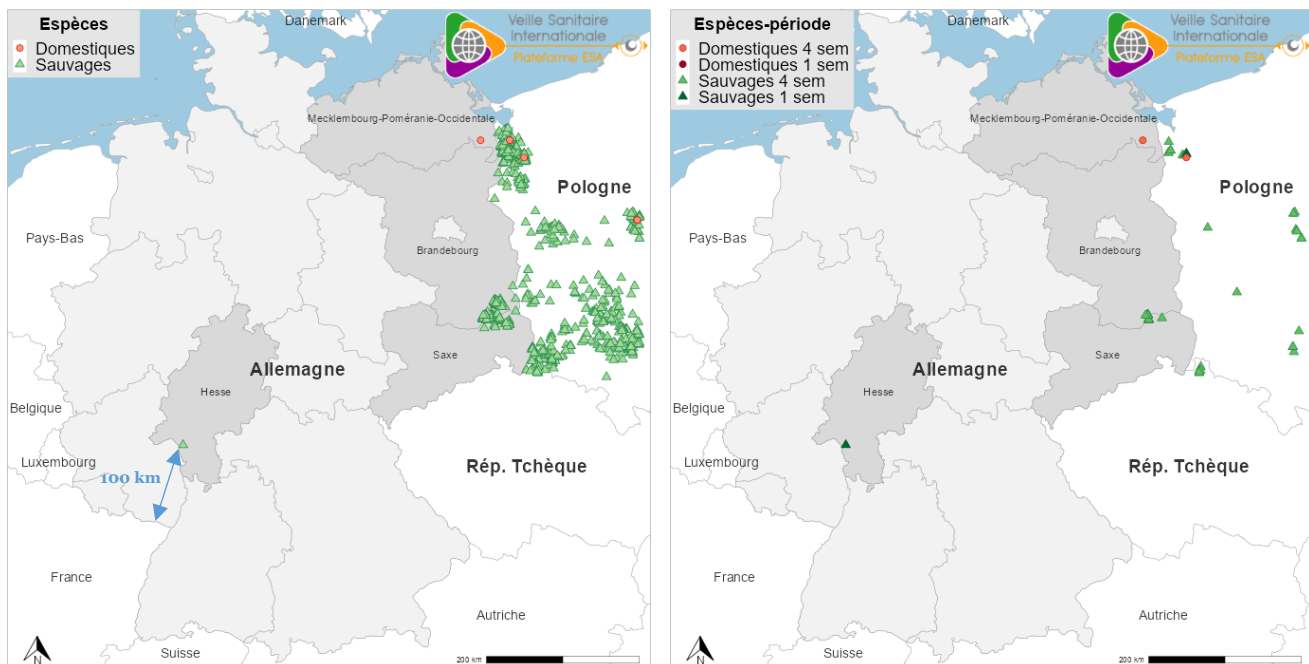 Espèces
Domestiques
Sauvages
Danemark
Veille Sanitaire
Internationale
Plateforme ESA
Mecklembourg-Poméranie-Occidentale
Pologne
Pays-Bas
Brandebourg
Saxe
Allemagne
Hesse
Belgique
Luxembourg
100 km
Rép. Tchèque
France
Autriche
Suisse
N
200 km
Espèces-période
Domestiques 4 sem
Domestiques 1 sem
Sauvages 4 sem
Sauvages 1 sem
Danemark
Veille Sanitaire
Internationale
Plateforme ESA
Mecklembourg-Poméranie-Occidentale
Pologne
Pays-Bas
Brandebourg
Saxe
Allemagne
Hesse
Belgique
Luxembourg
Rép. Tchèque
France
Autriche
Suisse
N
200 km